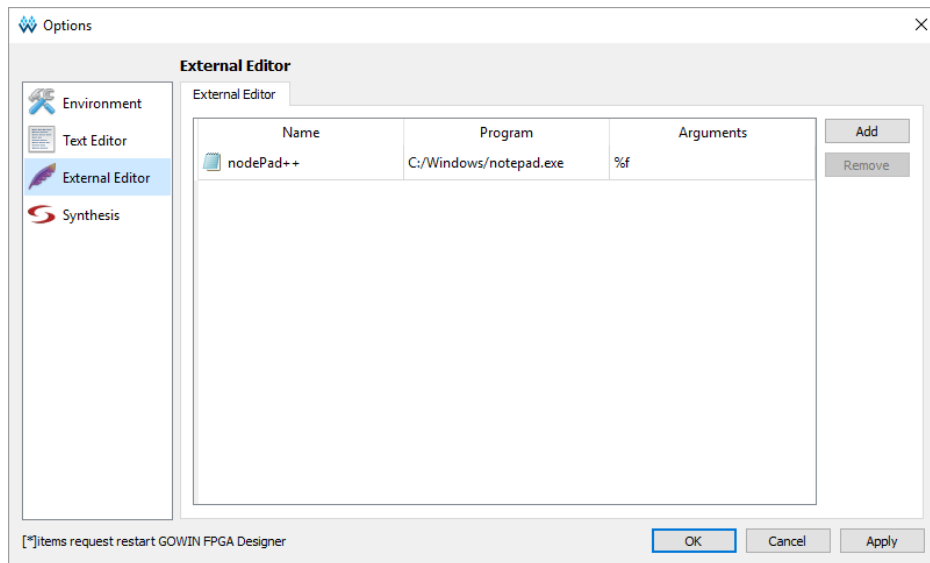 Options
External Editor
Environment
Text Editor
External Editor
Synthesis
External Editor
Name Program Arguments
nodePad++ C:/Windows/notepad.exe %f
Add
Remove
[*]items request restart GOWIN FPGA Designer
OK Cancel Apply